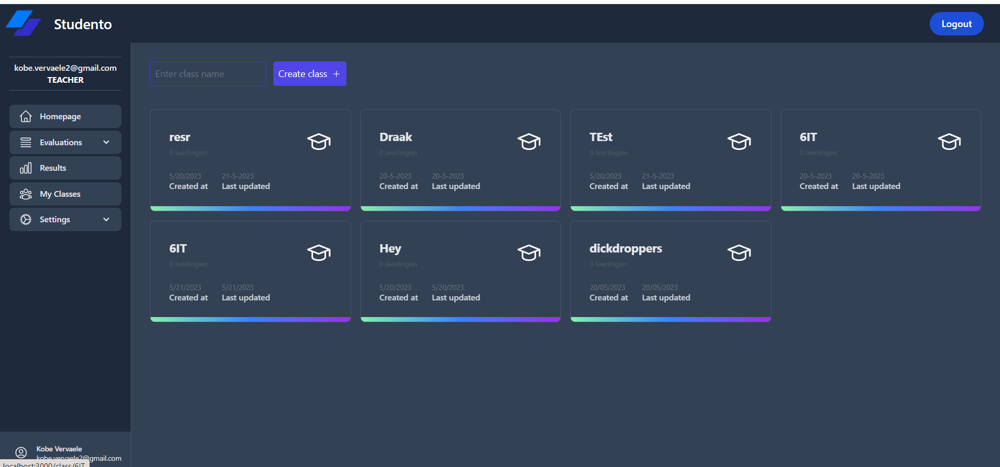 Studento
Logout
kobe.vervaele2@gmail.com
TEACHER
Homepage
Evaluations
Results
My Classes
Settings
Enter class name
Create class +
resr
0 leerlingen
5/20/2023 21-5-2023
Created at Last updated
Draak
0 leerlingen
20-5-2023 20-5-2023
Created at Last updated
TEst
0 leerlingen
5/20/2023 21-5-2023
Created at Last updated
6IT
0 leerlingen
20-5-2023 20-5-2023
Created at Last updated
6IT
0 leerlingen
5/21/2023 5/21/2023
Created at Last updated
Hey
0 leerlingen
5/20/2023 5/20/2023
Created at Last updated
dickdroppers
0 leerlingen
20/05/2023 20/05/2023
Created at Last updated
Kobe Vervaele
kobe.vervaele2@gmail.com
localhost:3000/class/6IT